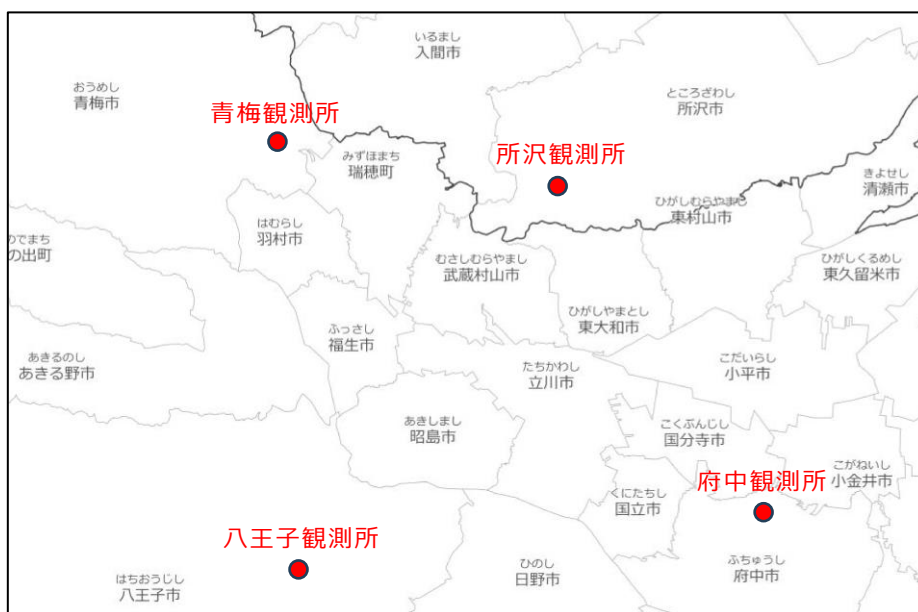 いるまし
入間市
おうめし
青梅市
ところざわし
所沢市
青梅観測所
所沢観測所
みずほまち
瑞穂町
きよせし
清瀬市
ひがしむらやまし
東村山市
はむらし
羽村市
のでまち
の出町
むさしむらやまし
武蔵村山市
ひがしくるめし
東久留米市
ひがしやまとし
東大和市
ふっさし
福生市
あきるのし
あきる野市
たちかわし
立川市
こだいらし
小平市
あきしまし
昭島市
こくぶんじし
国分寺市
こがねいし
小金井市
府中観測所
くにたちし
国立市
八王子観測所
ひのし
日野市
ふちゅうし
府中市
はちおうじし
八王子市